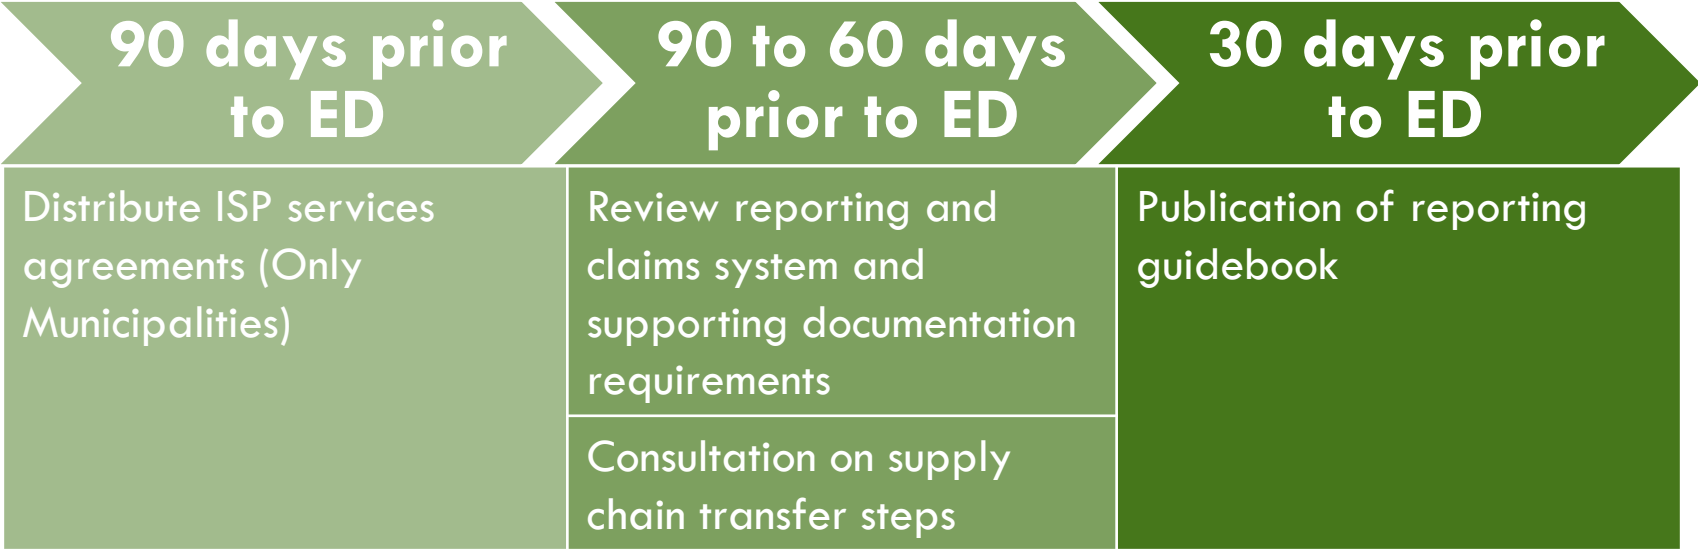 90 days prior
to ED
90 to 60 days
prior to ED
30 days prior
to ED
Distribute ISP services
agreements (Only
Municipalities)
Review reporting and
claims system and
supporting documentation
requirements
Consultation on supply
chain transfer steps
Publication of reporting
guidebook